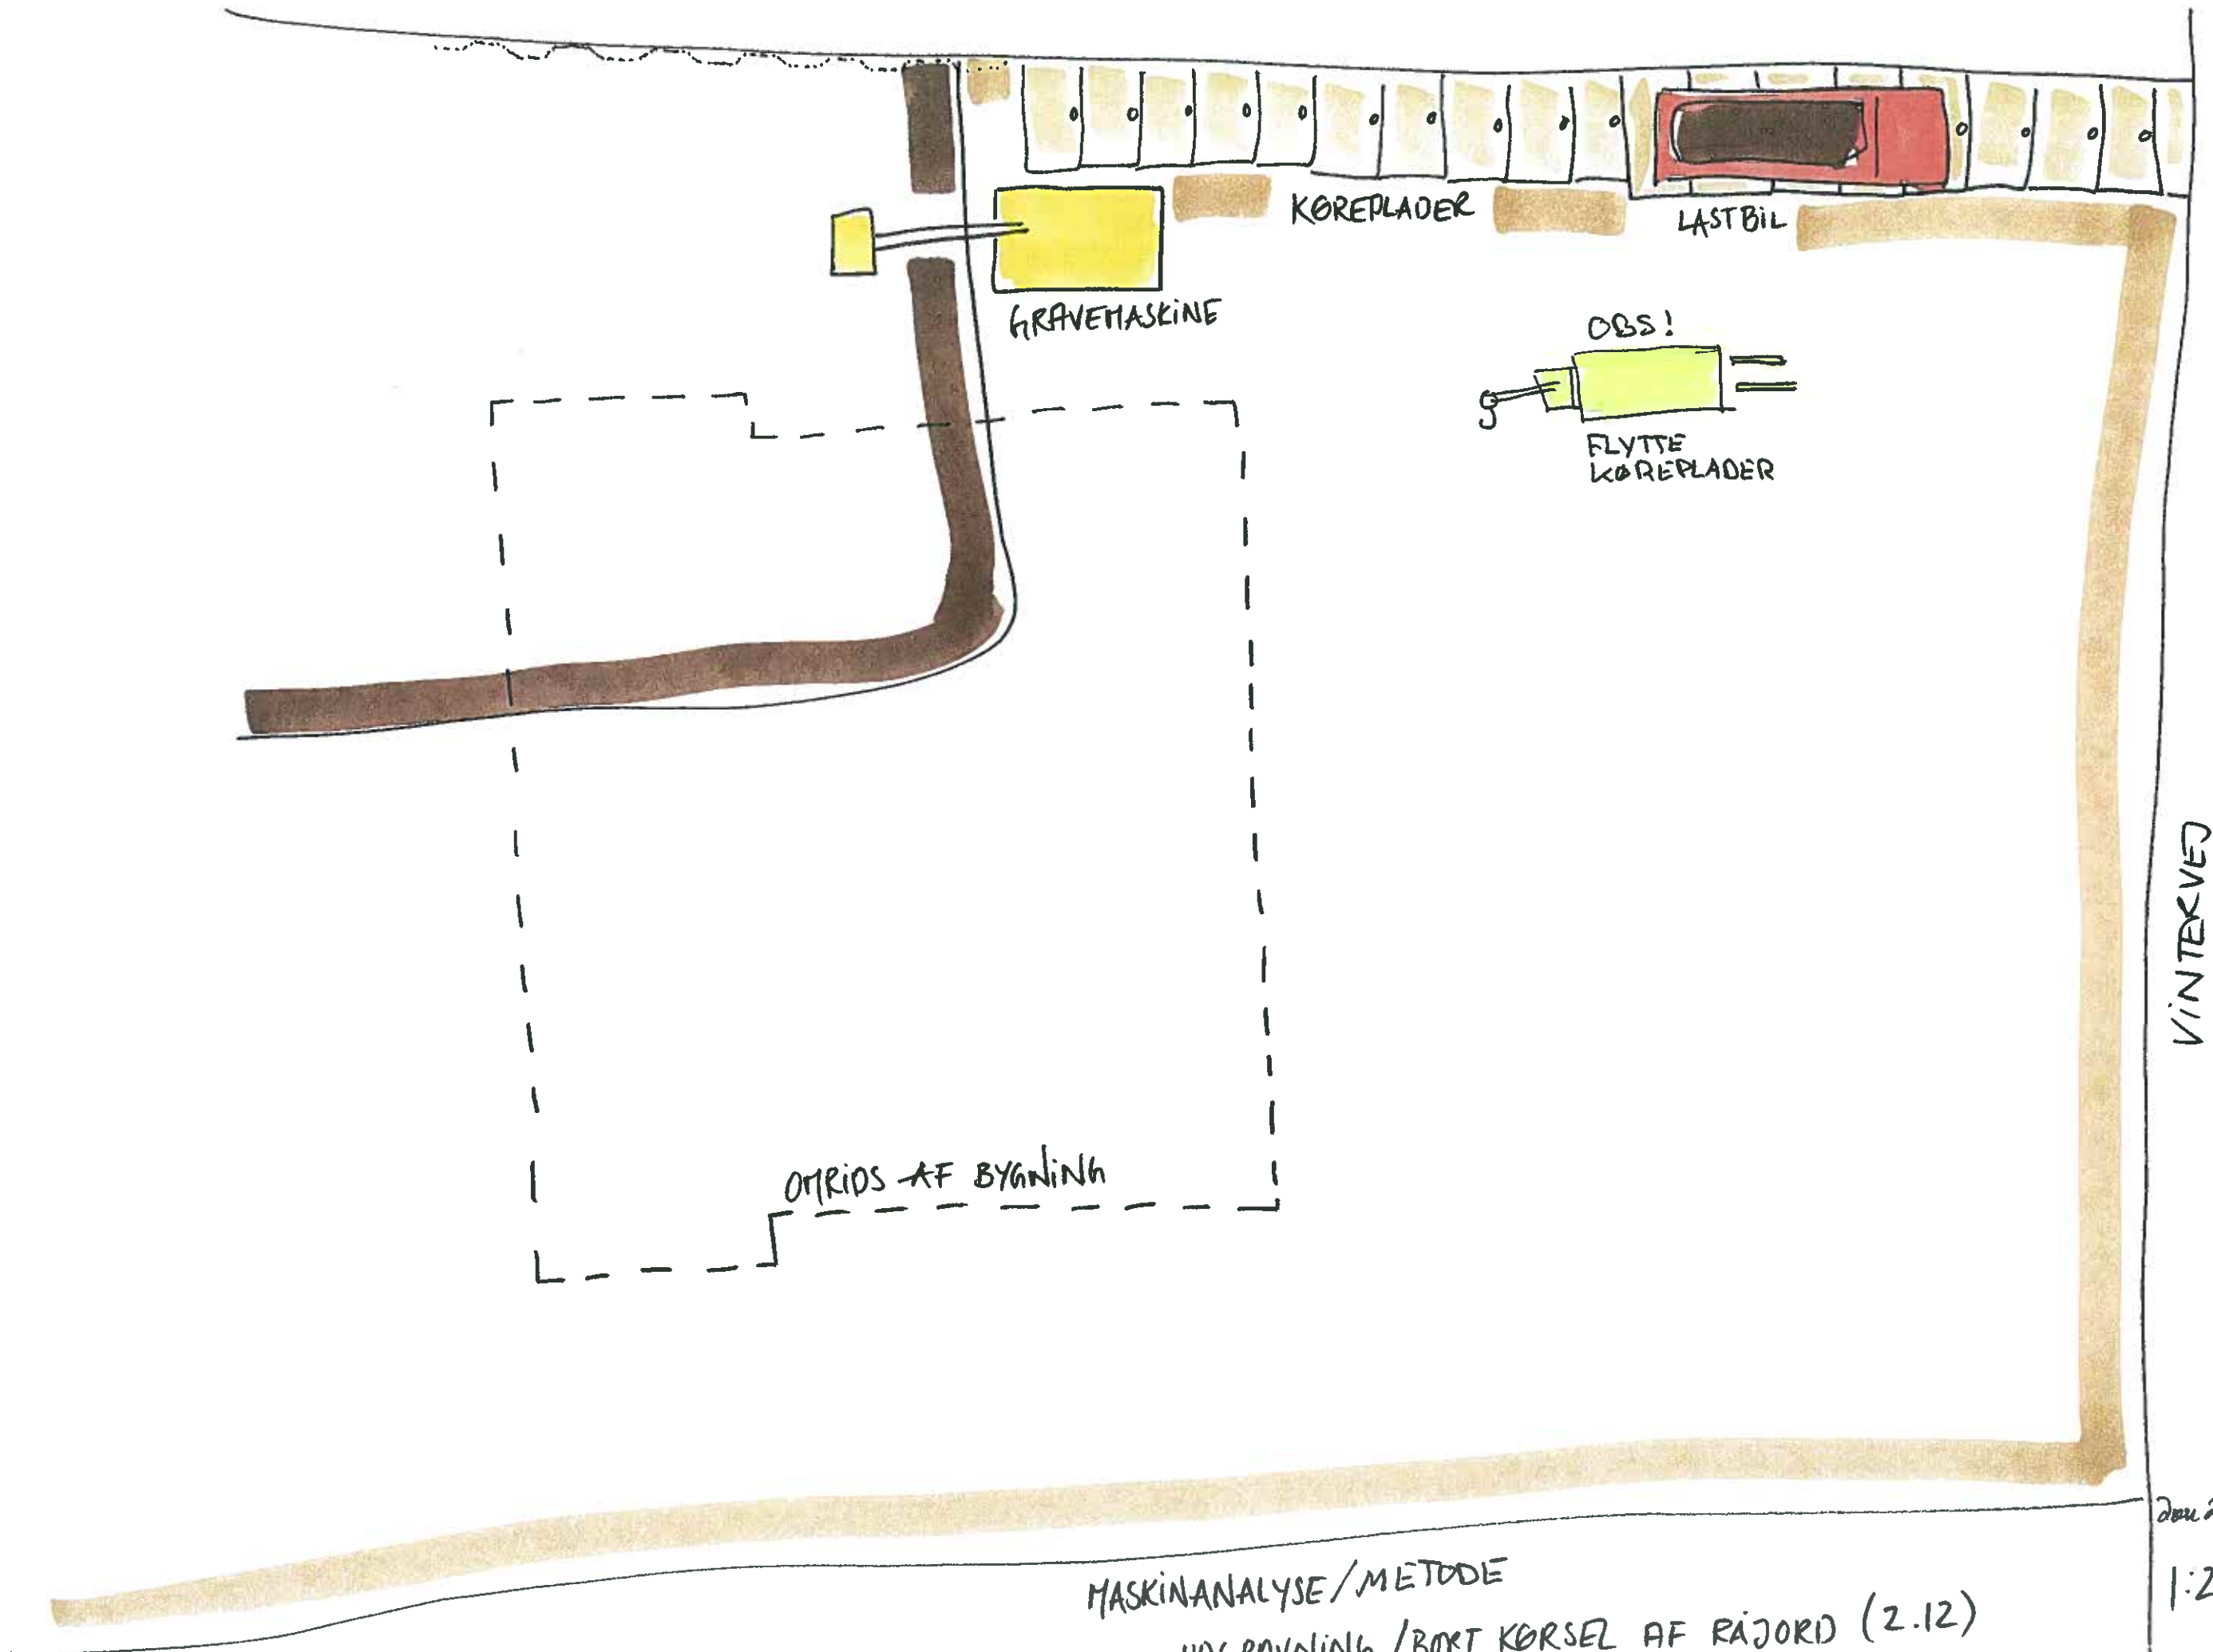 KØREPLADER
LASTBIL
GRAVEMASKINE
OBS!
FLYTTE
KØREPLADER
VINTERVEJ
OMRIDS AF BYGNING
MASKINANALYSE/METODE
/BORT KØRSEL AF RÅJORD (2.12)
1:2